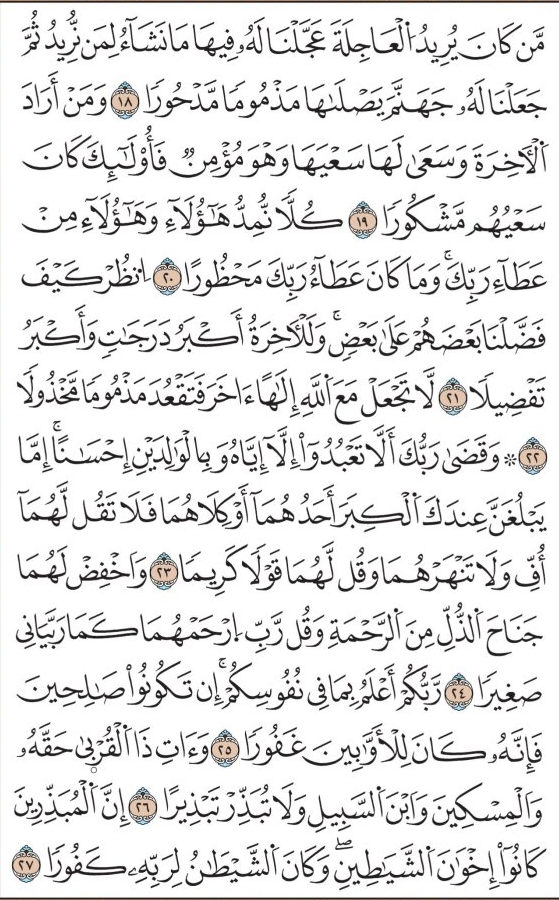 مَّن كَانَ يُرِيدُ ٱلْعَاجِلَةَ عَجَّلْنَا لَهُۥ فِيهَا مَا نَشَآءُ لِمَن نُّرِيدُ ثُمَّ
جَعَلْنَا لَهُۥ جَهَنَّمَ يَصْلَىٰهَا مَذْمُومًا مَّدْحُورًا ١٨ وَمَنْ أَرَادَ
ٱلْأٓخِرَةَ وَسَعَىٰ لَهَا سَعْيَهَا وَهُوَ مُؤْمِنٌ فَأُو۟لَٰٓئِكَ كَانَ
سَعْيُهُم مَّشْكُورًا ١٩ كُلًّا نُّمِدُّ هَٰٓؤُلَآءِ وَهَٰٓؤُلَآءِ مِنْ
عَطَآءِ رَبِّكَۚ وَمَا كَانَ عَطَآءُ رَبِّكَ مَحْظُورًا ٢٠ ٱنظُرْ كَيْفَ
فَضَّلْنَا بَعْضَهُمْ عَلَىٰ بَعْضٍۚ وَلَلْأٓخِرَةُ أَكْبَرُ دَرَجَٰتٍ وَأَكْبَرُ
تَفْضِيلًا ٢١ لَّا تَجْعَلْ مَعَ ٱللَّهِ إِلَٰهًا ءَاخَرَ فَتَقْعُدَ مَذْمُومًا مَّخْذُولًا
٢٢ ۞ وَقَضَىٰ رَبُّكَ أَلَّا تَعْبُدُوٓا۟ إِلَّآ إِيَّاهُ وَبِٱلْوَٰلِدَيْنِ إِحْسَٰنًاۚ إِمَّا
يَبْلُغَنَّ عِندَكَ ٱلْكِبَرَ أَحَدُهُمَآ أَوْ كِلَاهُمَا فَلَا تَقُل لَّهُمَآ
أُفٍّ وَلَا تَنْهَرْهُمَا وَقُل لَّهُمَا قَوْلًا كَرِيمًا ٢٣ وَٱخْفِضْ لَهُمَا
جَنَاحَ ٱلذُّلِّ مِنَ ٱلرَّحْمَةِ وَقُل رَّبِّ ٱرْحَمْهُمَا كَمَا رَبَّيَانِى
صَغِيرًا ٢٤ رَّبُّكُمْ أَعْلَمُ بِمَا فِى نُفُوسِكُمْۚ إِن تَكُونُوا۟ صَٰلِحِينَ
فَإِنَّهُۥ كَانَ لِلْأَوَّٰبِينَ غَفُورًا ٢٥ وَءَاتِ ذَا ٱلْقُرْبَىٰ حَقَّهُۥ
وَٱلْمِسْكِينَ وَٱبْنَ ٱلسَّبِيلِ وَلَا تُبَذِّرْ تَبْذِيرًا ٢٦ إِنَّ ٱلْمُبَذِّرِينَ
كَانُوٓا۟ إِخْوَٰنَ ٱلشَّيَٰطِينِۖ وَكَانَ ٱلشَّيْطَٰنُ لِرَبِّهِۦ كَفُورًا ٢٧